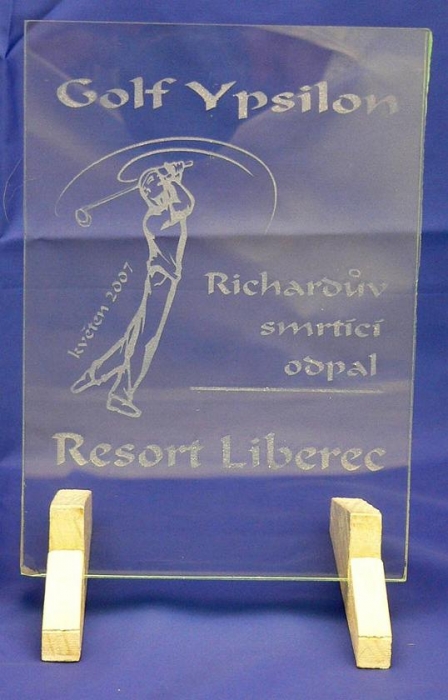 Golf Ypsilon
květen 2007
Richardův
smrtící
odpal
Resort Liberec